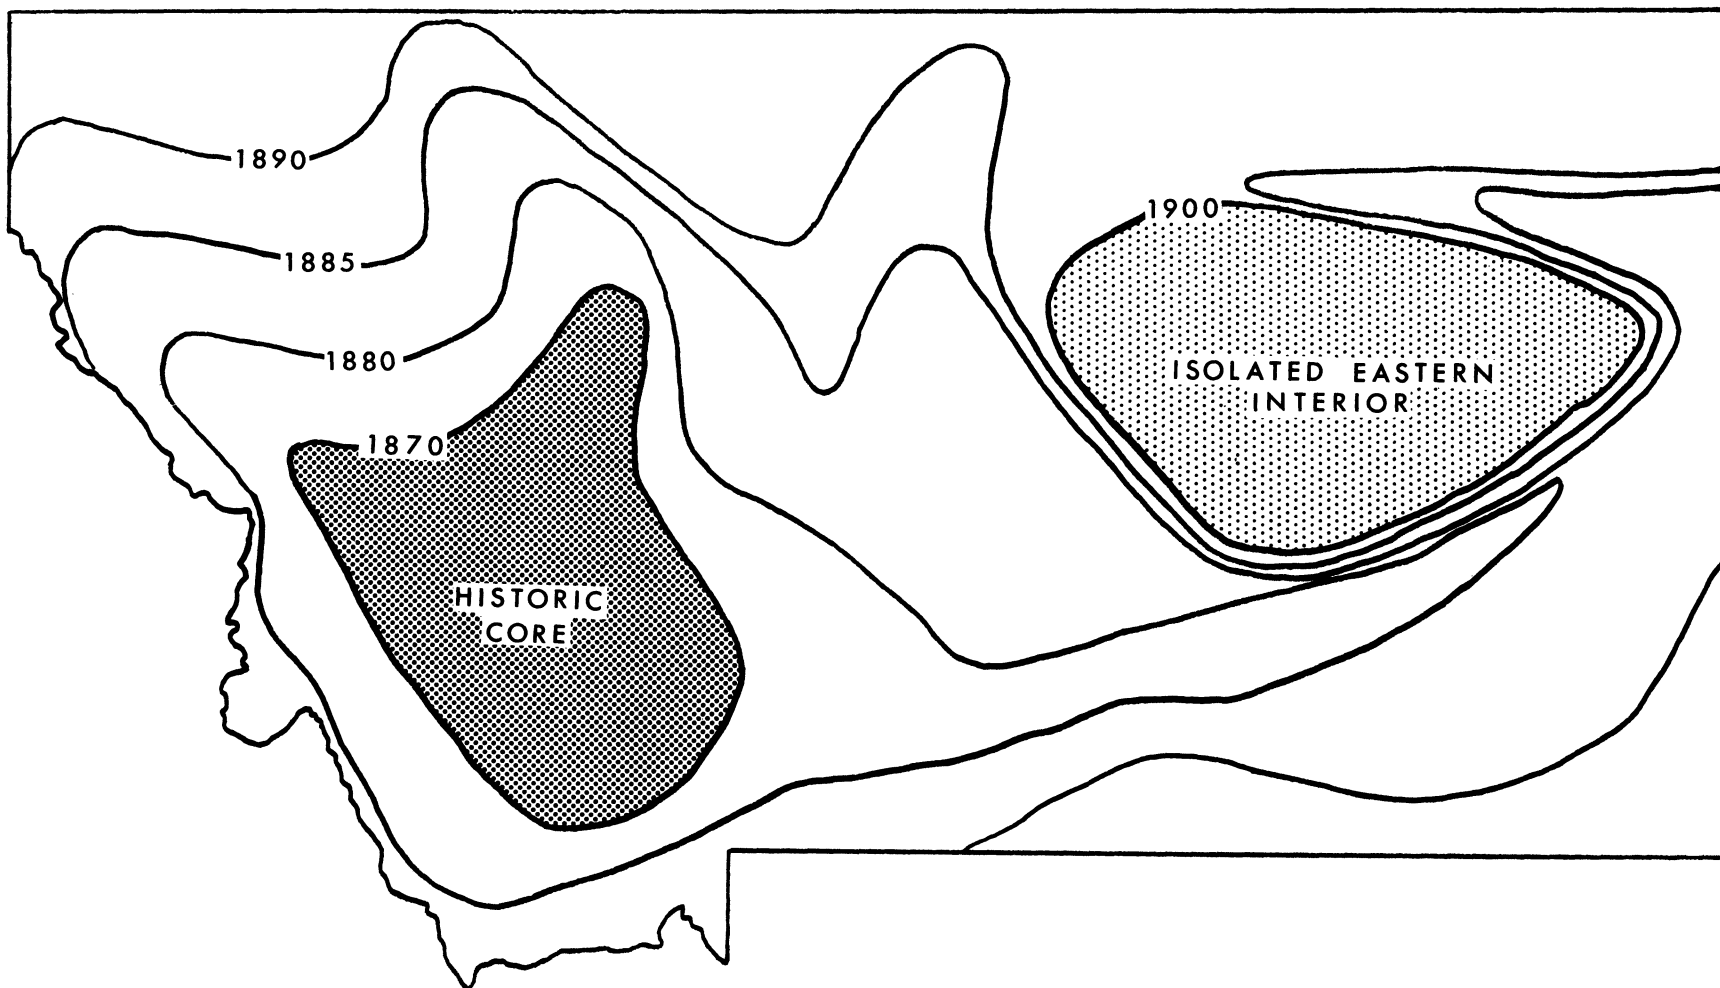 1890
1900
1885
1880
ISOLATED EASTERN
INTERIOR
1870
HISTORIC
CORE